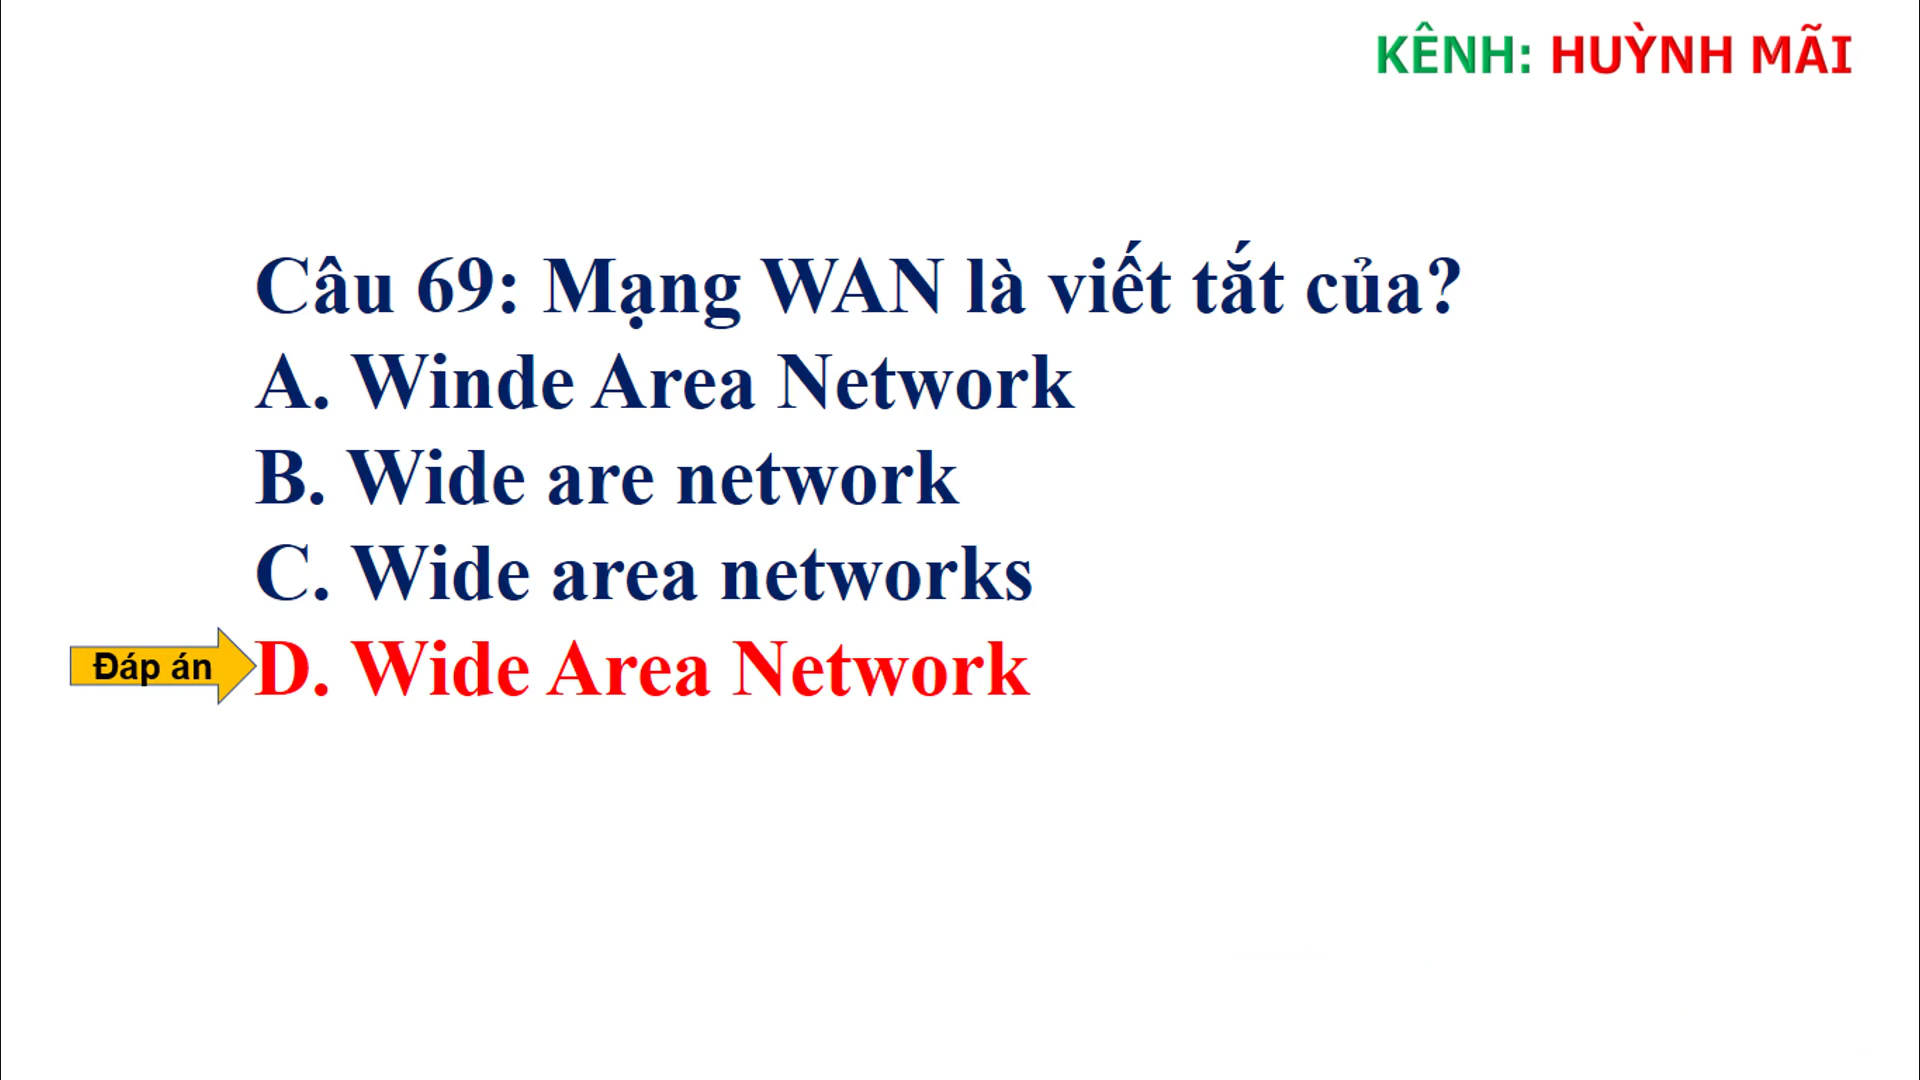 KÊNH: HUỲNH MÃI
Câu 69: Mạng WAN là viết tắt của?
A. Winde Area Network
B. Wide are network
C. Wide area networks
Đáp án D. Wide Area Network